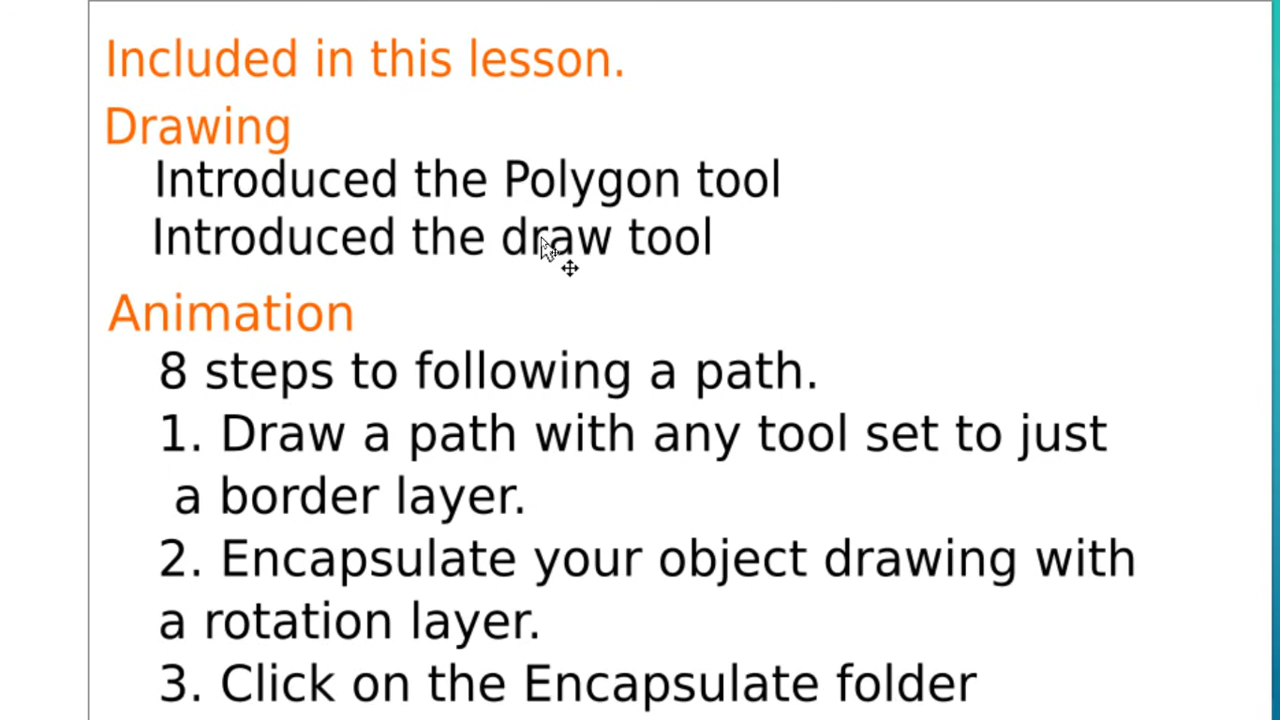 Included in this lesson.
Drawing
Introduced the Polygon tool
Introduced the draw tool
Animation
8 steps to following a path.
1. Draw a path with any tool set to just
a border layer.
2. Encapsulate your object drawing with
a rotation layer.
3. Click on the Encapsulate folder